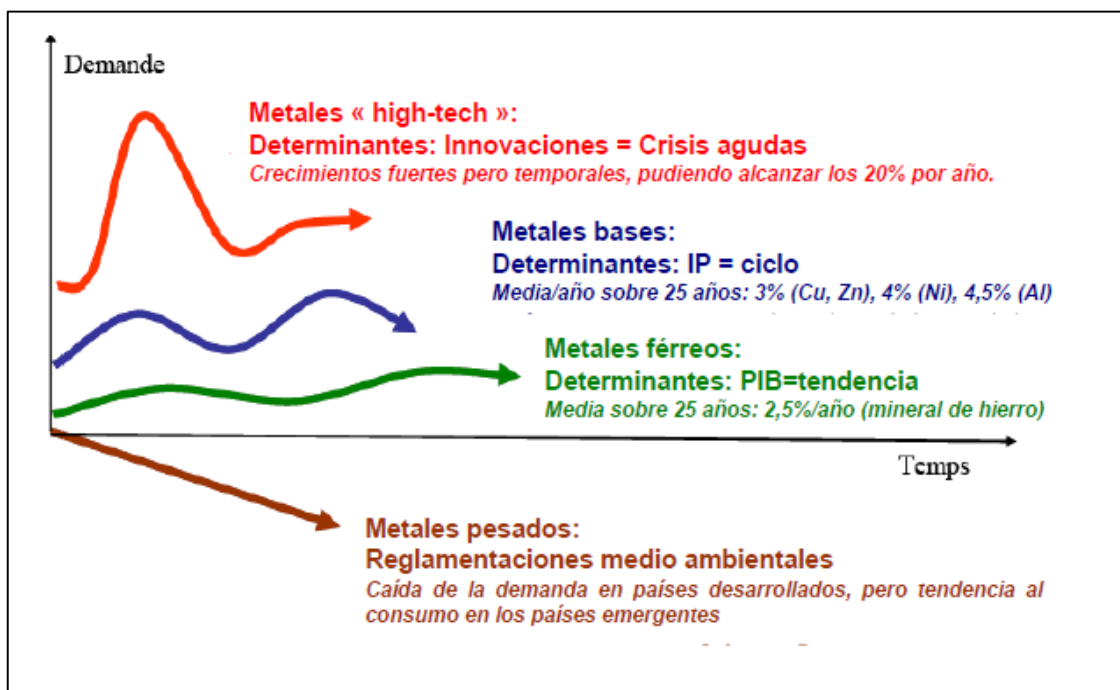 Demande
Metales « high-tech »:
Determinantes: Innovaciones = Crisis agudas
Crecimientos fuertes pero temporales, pudiendo alcanzar los 20% por año.
Metales bases:
Determinantes: IP = ciclo
Media/año sobre 25 años: 3% (Cu, Zn), 4% (Ni), 4,5% (Al)
Metales férreos:
Determinantes: PIB=tendencia
Media sobre 25 años: 2,5%/año (mineral de hierro)
Temps
Metales pesados:
Reglamentaciones medio ambientales
Caída de la demanda en países desarrollados, pero tendencia al
consumo en los países emergentes